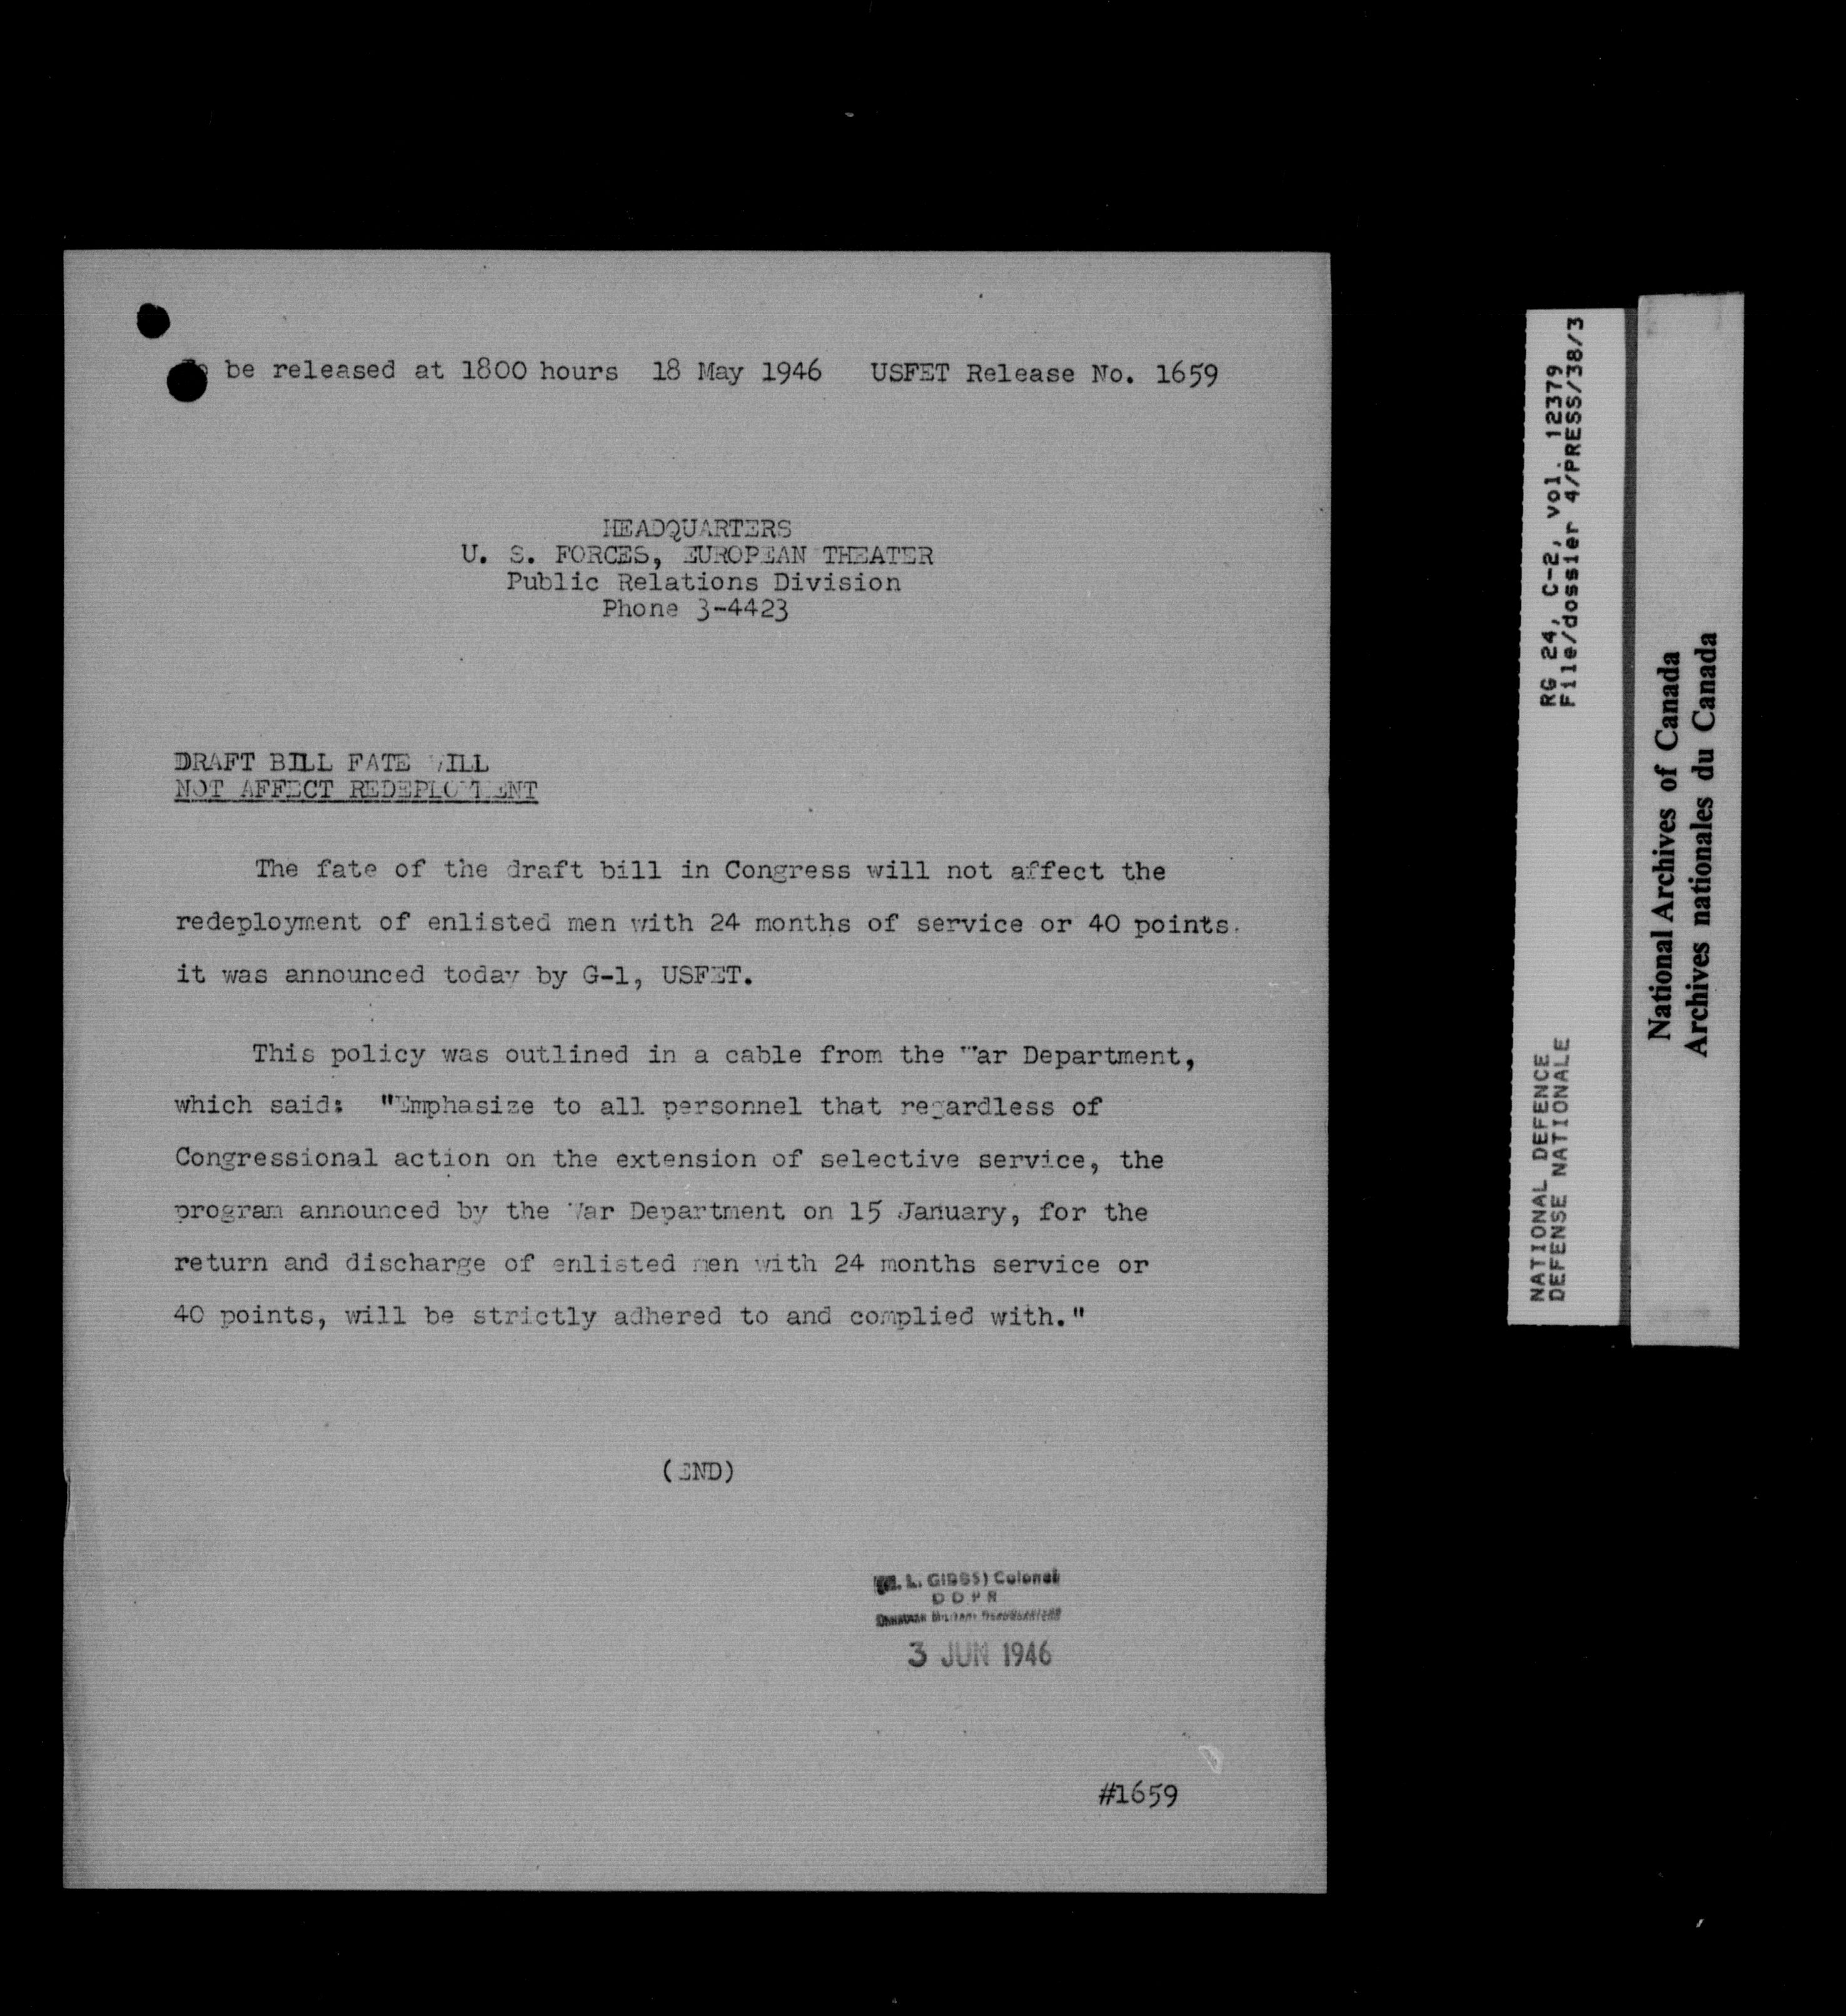 To be released at 1800 hours 18 May 1946 USFET Release No. 1659
HEADQUARTERS
U. S. FORCES, EUROPEAN THEATER
Public Relations Division
Phone 3-4423
DRAFT BILL FATE WILL
NOT AFFECT REDEPLOYMENT
The fate of the draft bill in Congress will not affect the
redeployment of enlisted men with 24 months of service or 40 points,
it was announced today by G-1, USFET.
This policy was outlined in a cable from the War Department,
which said: "Emphasize to all personnel that regardless of
Congressional action on the extension of selective service, the
program announced by the War Department on 15 January, for the
return and discharge of enlisted men with 24 months service or
40 points, will be strictly adhered to and complied with."
(END)
L. GIBBS) Colonel
D D P R
Canadian Military Headquarters
3 JUN 1946
#1659
RG 24, C-2, vol. 12379
File/dossier 4/PRESS/38/3
NATIONAL DEFENCE
DEFENSE NATIONALE
National Archives of Canada
Archives nationales du Canada